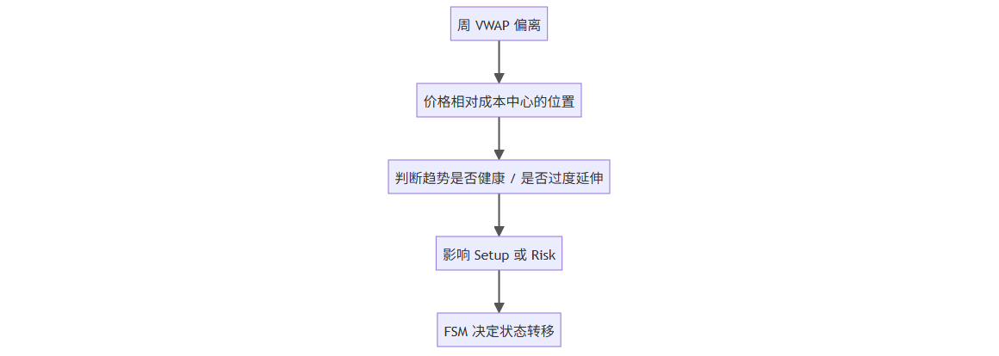 周 VWAP 偏离
价格相对成本中心的位置
判断趋势是否健康 / 是否过度延伸
影响 Setup 或 Risk
FSM 决定状态转移